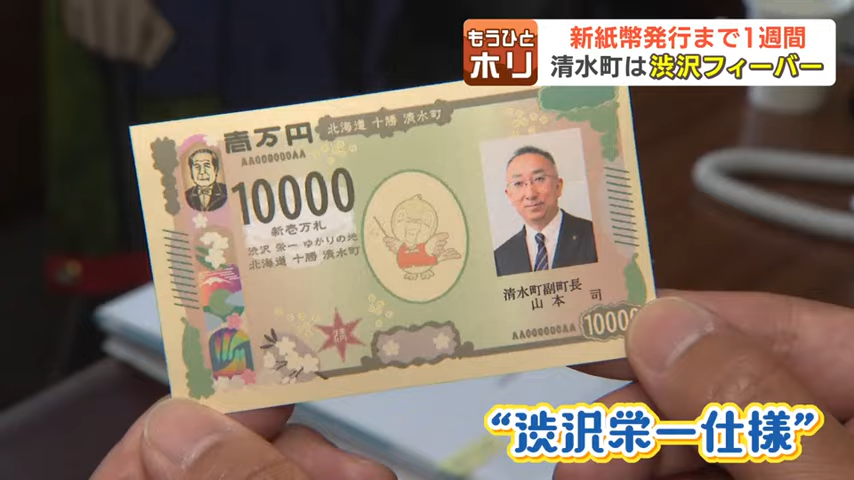 もうひと
ホリ
新紙幣発行まで1週間
清水町は渋沢フィーバー
壱万円
北海道 十勝 清水町
AA000000AA
10000
新壱万札
渋沢 栄一 ゆかりの地
北海道 十勝 清水町
清水町副町長
山本 司
AA000000AA
10000
“渋沢栄一仕様”